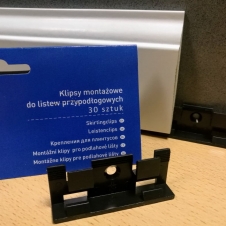 Klipsy montażowe
do listew przypodłogowych
30 sztuk
Skirtingclips
Leistenclips
Крепления для плинтусов
Montážní klipy pro podlahové lišty
Montážne klipy pre podlahové lišty